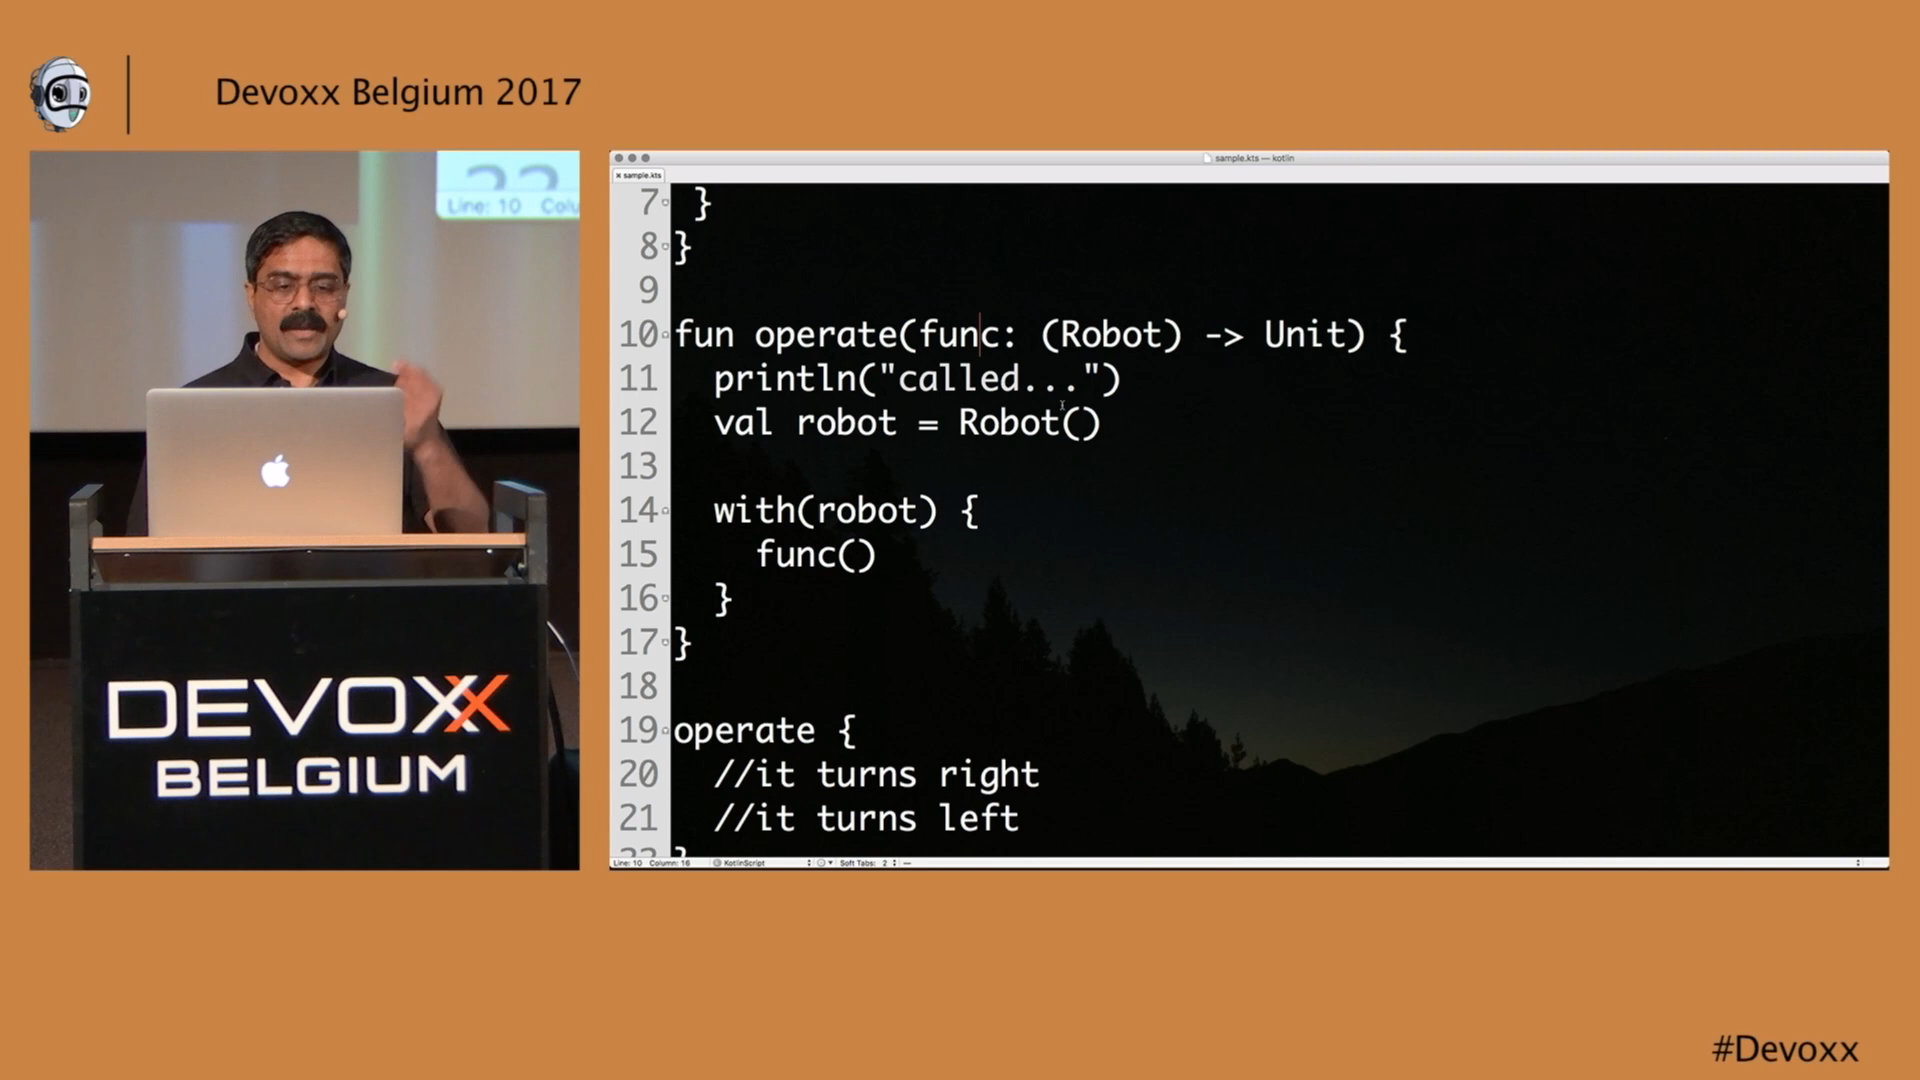 Devoxx Belgium 2017
Line: 10 Colu
DEVOXX
BELGIUM
sample.kts — kotlin
× sample.kts
7 }
8 }
9
10 fun operate(func: (Robot) -> Unit) {
11 println("called...")
12 val robot = Robot()
13
14 with(robot) {
15 func()
16 }
17 }
18
19 operate {
20 //it turns right
21 //it turns left
22 }
Line: 10 Column: 16 KotlinScript Soft Tabs: 2 —
#Devoxx